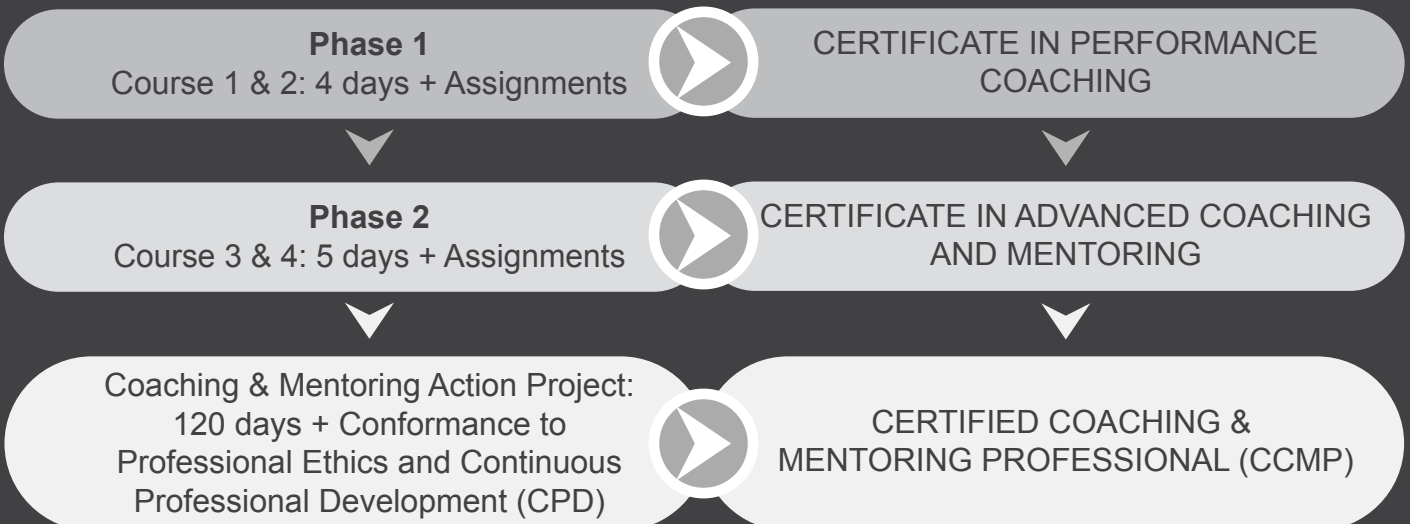 Phase 1
Course 1 & 2: 4 days + Assignments
CERTIFICATE IN PERFORMANCE
COACHING
Phase 2
Course 3 & 4: 5 days + Assignments
CERTIFICATE IN ADVANCED COACHING
AND MENTORING
Coaching & Mentoring Action Project:
120 days + Conformance to
Professional Ethics and Continuous
Professional Development (CPD)
CERTIFIED COACHING &
MENTORING PROFESSIONAL (CCMP)